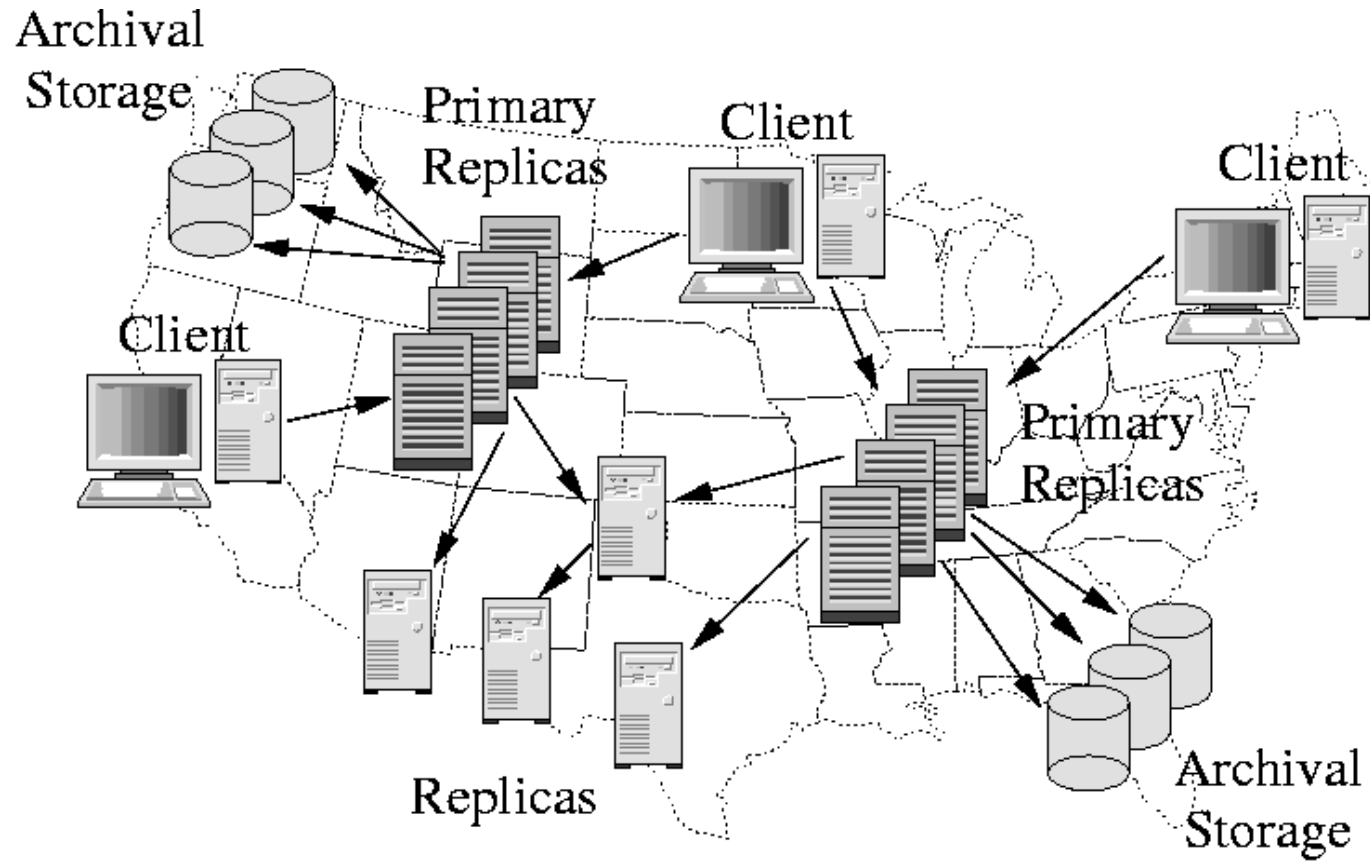 Archival
Storage
Primary
Replicas
Client
Client
Client
Primary
Replicas
Replicas
Archival
Storage